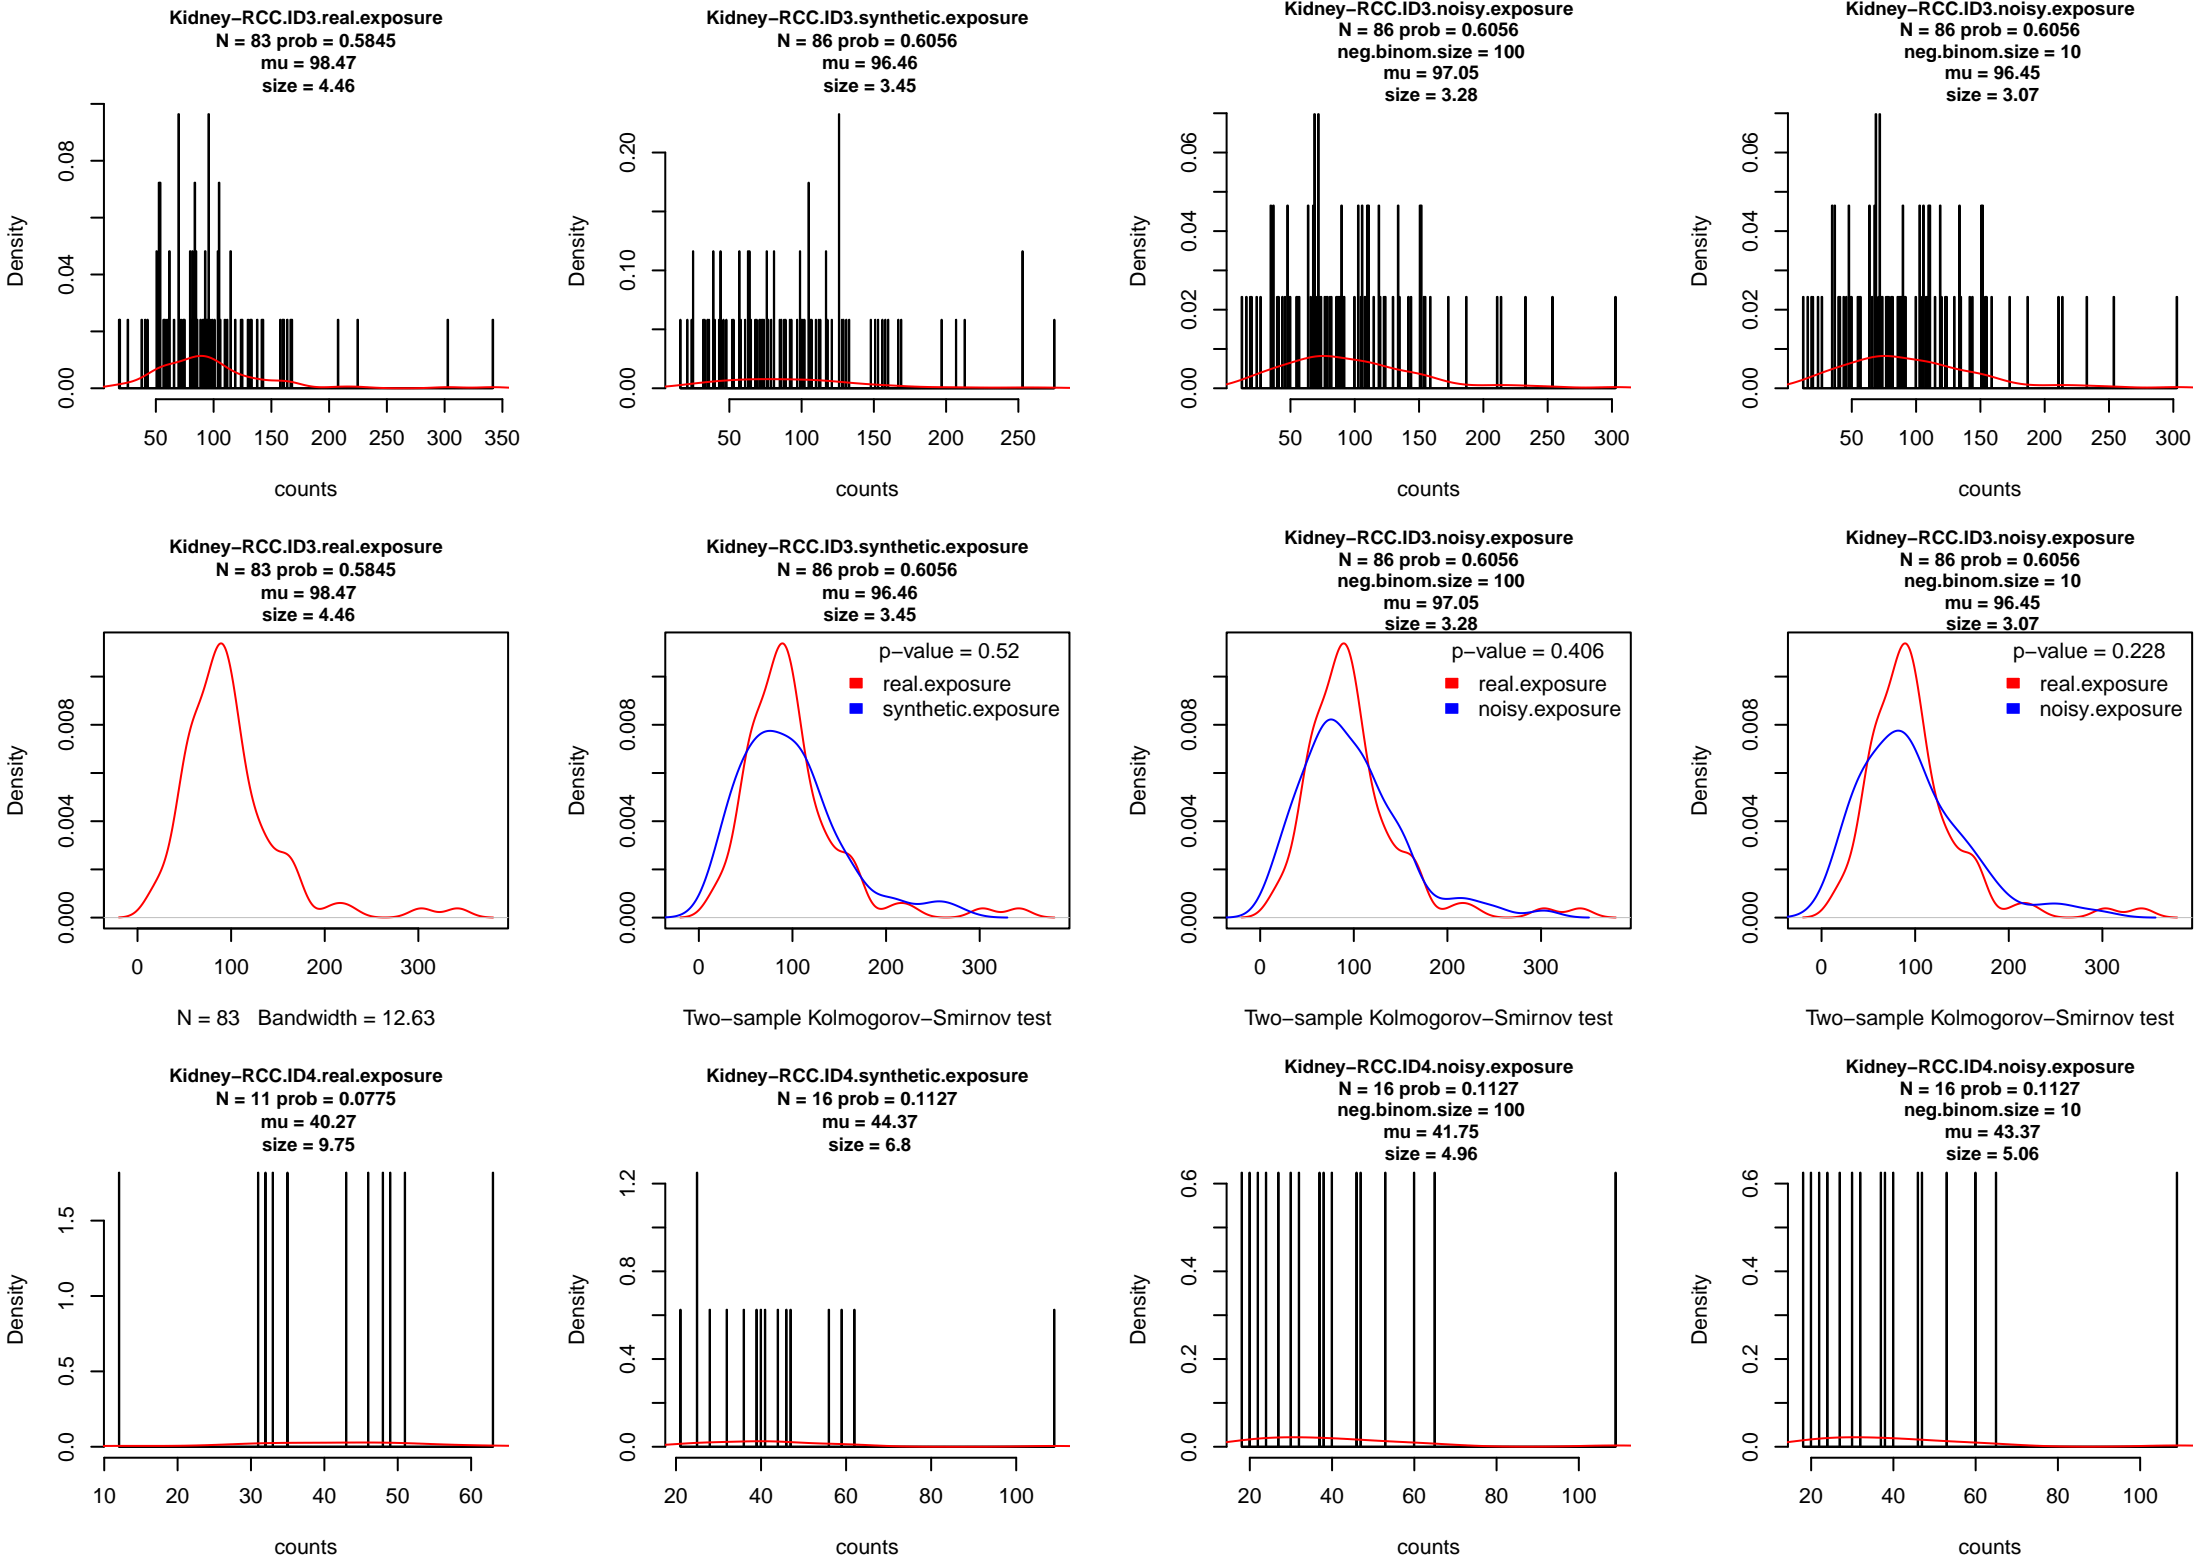 Kidney−RCC.ID3.real.exposure
N = 83 prob = 0.5845
mu = 98.47
size = 4.46
Density
0.00 0.04 0.08
50 100 150 200 250 300 350
counts
Kidney−RCC.ID3.synthetic.exposure
N = 86 prob = 0.6056
mu = 96.46
size = 3.45
Density
0.00 0.10 0.20
50 100 150 200 250
counts
Kidney−RCC.ID3.noisy.exposure
N = 86 prob = 0.6056
neg.binom.size = 100
mu = 97.05
size = 3.28
Density
0.00 0.02 0.04 0.06
50 100 150 200 250 300
counts
Kidney−RCC.ID3.noisy.exposure
N = 86 prob = 0.6056
neg.binom.size = 10
mu = 96.45
size = 3.07
Density
0.00 0.02 0.04 0.06
50 100 150 200 250 300
counts
Kidney−RCC.ID3.real.exposure
N = 83 prob = 0.5845
mu = 98.47
size = 4.46
Density
0.000 0.004 0.008
0 100 200 300
N = 83 Bandwidth = 12.63
Kidney−RCC.ID3.synthetic.exposure
N = 86 prob = 0.6056
mu = 96.46
size = 3.45
p−value = 0.52
real.exposure
synthetic.exposure
Density
0.000 0.004 0.008
0 100 200 300
Two−sample Kolmogorov−Smirnov test
Kidney−RCC.ID3.noisy.exposure
N = 86 prob = 0.6056
neg.binom.size = 100
mu = 97.05
size = 3.28
p−value = 0.406
real.exposure
noisy.exposure
Density
0.000 0.004 0.008
0 100 200 300
Two−sample Kolmogorov−Smirnov test
Kidney−RCC.ID3.noisy.exposure
N = 86 prob = 0.6056
neg.binom.size = 10
mu = 96.45
size = 3.07
p−value = 0.228
real.exposure
noisy.exposure
Density
0.000 0.004 0.008
0 100 200 300
Two−sample Kolmogorov−Smirnov test
Kidney−RCC.ID4.real.exposure
N = 11 prob = 0.0775
mu = 40.27
size = 9.75
Density
0.0 0.5 1.0 1.5
10 20 30 40 50 60
counts
Kidney−RCC.ID4.synthetic.exposure
N = 16 prob = 0.1127
mu = 44.37
size = 6.8
Density
0.0 0.4 0.8 1.2
20 40 60 80 100
counts
Kidney−RCC.ID4.noisy.exposure
N = 16 prob = 0.1127
neg.binom.size = 100
mu = 41.75
size = 4.96
Density
0.0 0.2 0.4 0.6
20 40 60 80 100
counts
Kidney−RCC.ID4.noisy.exposure
N = 16 prob = 0.1127
neg.binom.size = 10
mu = 43.37
size = 5.06
Density
0.0 0.2 0.4 0.6
20 40 60 80 100
counts